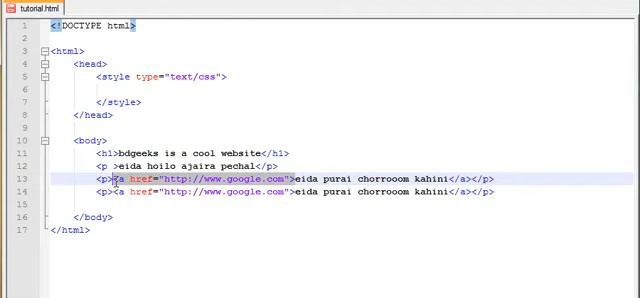 tutorial.html
1 <!DOCTYPE html>
2
3 <html>
4 <head>
5 <style type="text/css">
6
7 </style>
8 </head>
9
10 <body>
11 <h1>bdgeeks is a cool website</h1>
12 <p >eida hoilo ajaira pechal</p>
13 <p><a href="http://www.google.com">eida purai chorrooom kahini</a></p>
14 <p><a href="http://www.google.com">eida purai chorrooom kahini</a></p>
15
16 </body>
17 </html>